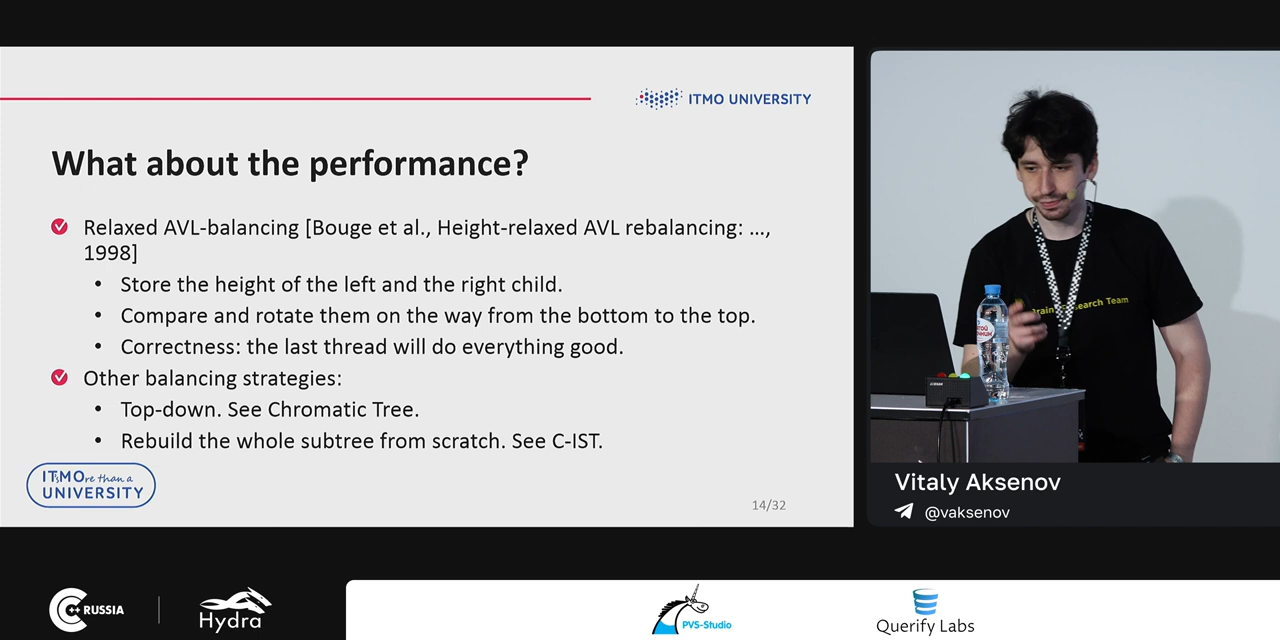 ITMO UNIVERSITY
What about the performance?
Relaxed AVL-balancing [Bouge et al., Height-relaxed AVL rebalancing: ...,
1998]
• Store the height of the left and the right child.
• Compare and rotate them on the way from the bottom to the top.
• Correctness: the last thread will do everything good.
Other balancing strategies:
• Top-down. See Chromatic Tree.
• Rebuild the whole subtree from scratch. See C-IST.
IT'sMOre than a
UNIVERSITY
14/32
Team
Vitaly Aksenov
@vaksenov
C++ RUSSIA
Hydra
PVS-Studio
Querify Labs